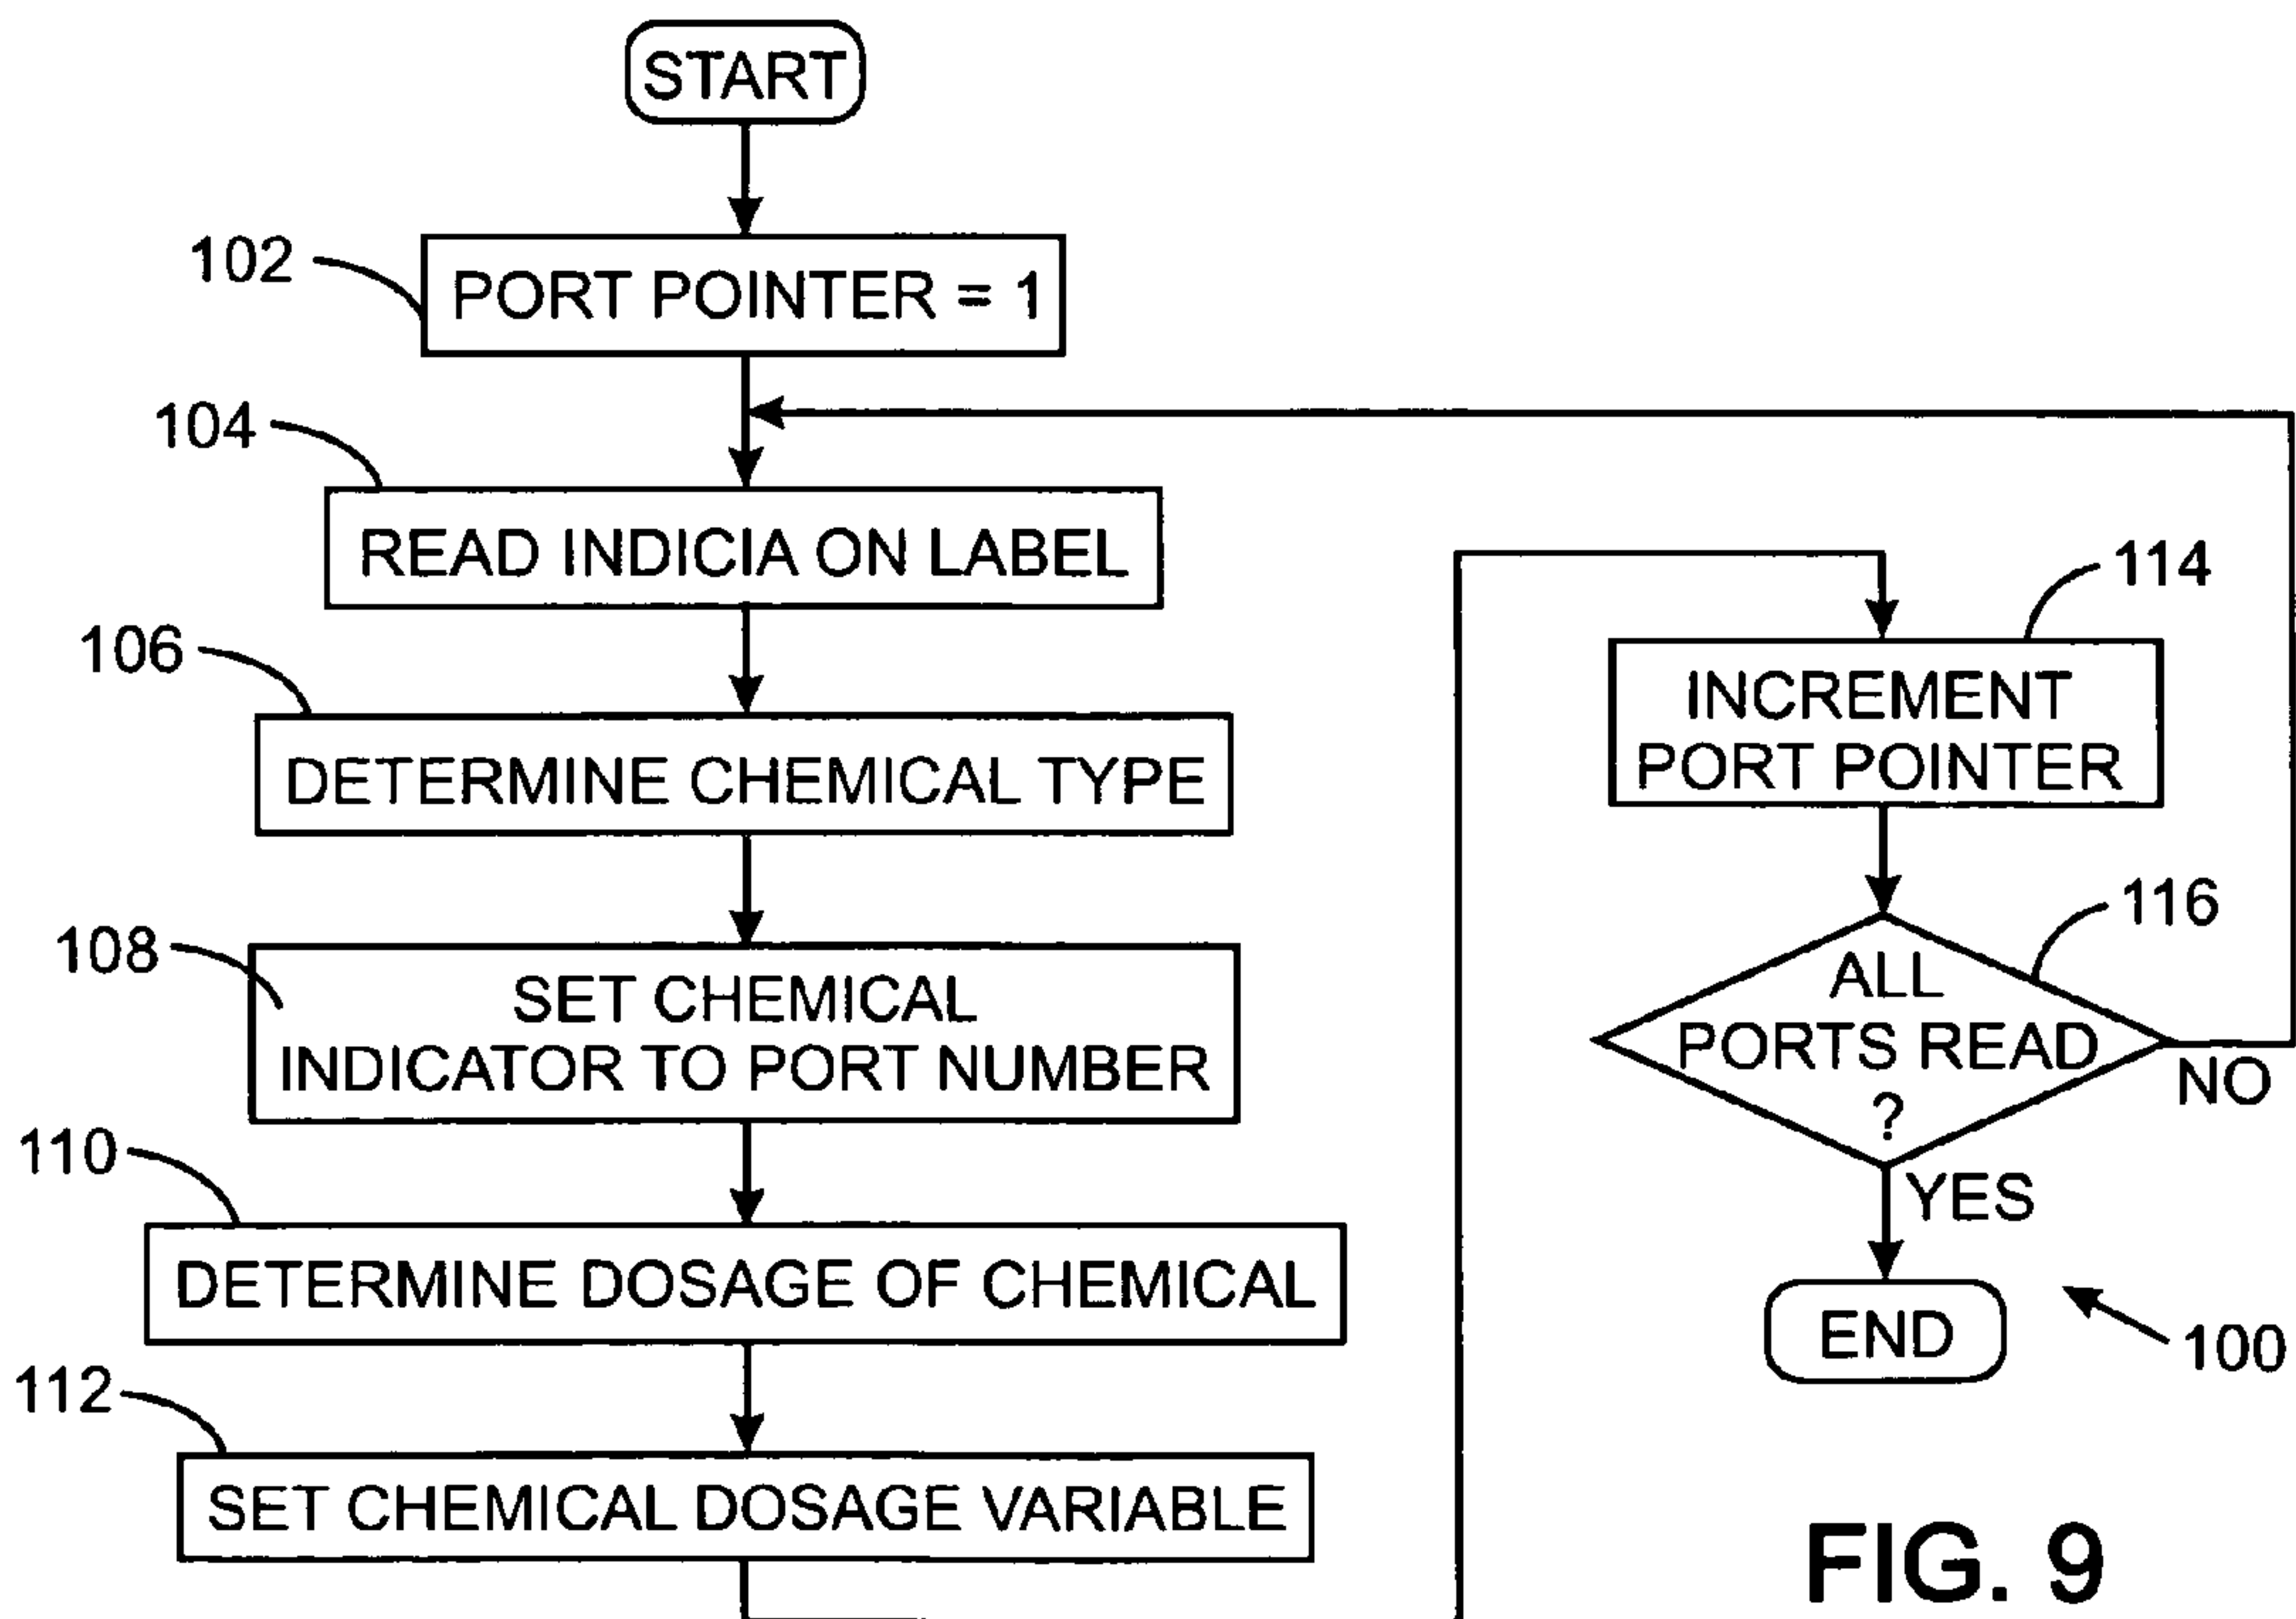 START
102
PORT POINTER = 1
104
READ INDICIA ON LABEL
106
DETERMINE CHEMICAL TYPE
108
SET CHEMICAL
INDICATOR TO PORT NUMBER
110
DETERMINE DOSAGE OF CHEMICAL
112
SET CHEMICAL DOSAGE VARIABLE
114
INCREMENT
PORT POINTER
116
ALL
PORTS READ
?
NO
YES
END
100
FIG. 9